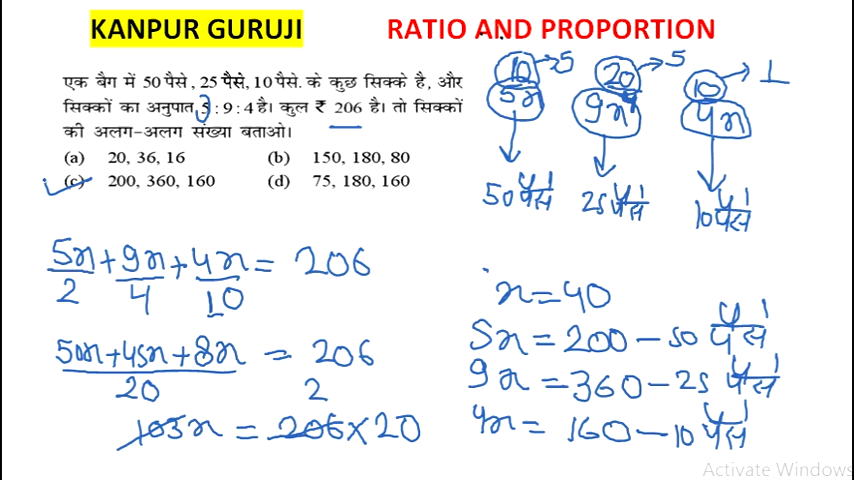 KANPUR GURUJI
RATIO AND PROPORTION
एक बैग में 50 पैसे, 25 पैसे, 10 पैसे. के कुछ सिक्के है, और
सिक्कों का अनुपात 5 : 9 : 4 है। कुल ₹ 206 है। तो सिक्कों
की अलग-अलग संख्या बताओ।
(a) 20, 36, 16 (b) 150, 180, 80
(c) 200, 360, 160 (d) 75, 180, 160
10 → 5 20 → 5 10 → 1
5x 9x 4x
50 पैसे 25 पैसे 10 पैसे
5x/2 + 9x/4 + 4x/10 = 206
50x+45x+8x/20 = 206
2
103x = 206×20
x = 40
5x = 200 – 50 पैसे
9x = 360 – 25 पैसे
4x = 160 – 10 पैसे
Activate Windows